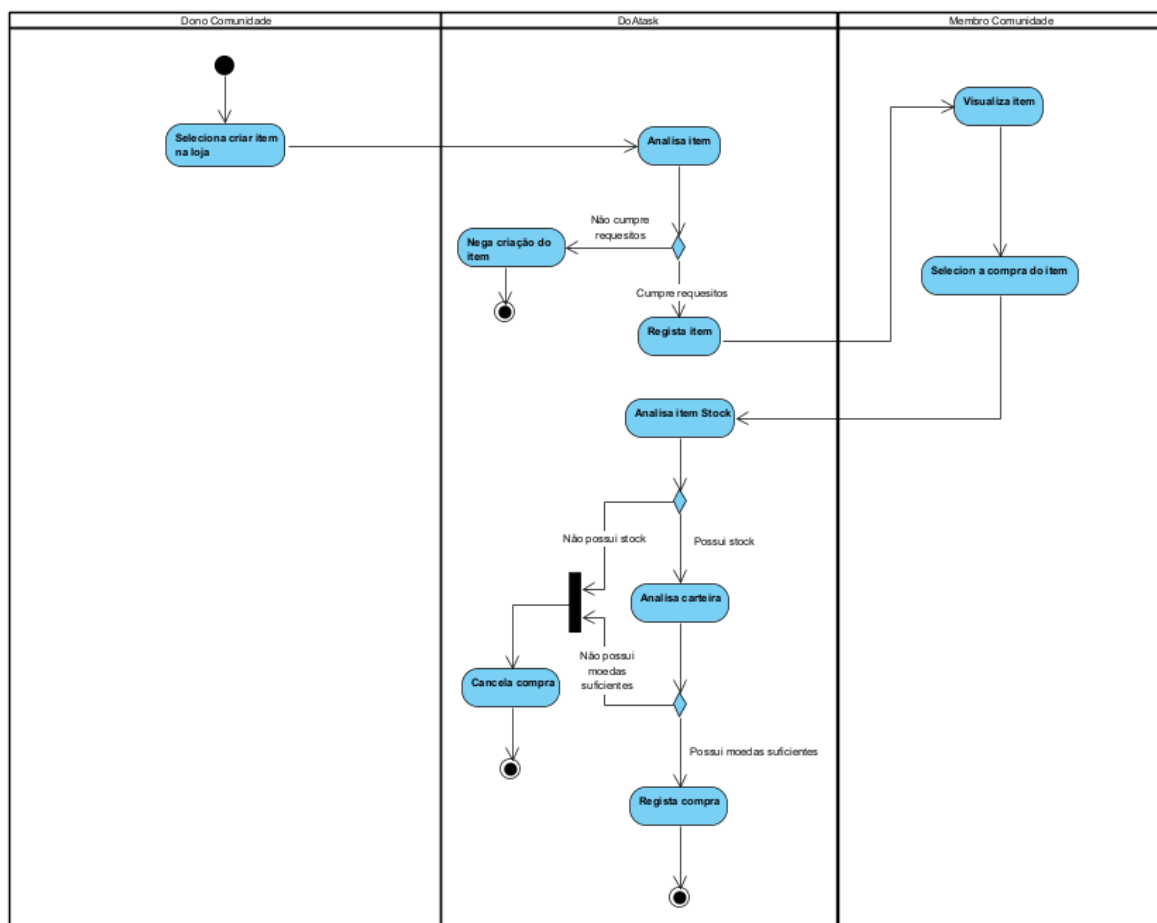 Dono Comunidade
DoAtask
Membro Comunidade
Visualiza item
Seleciona criar item
na loja
Analisa item
Não cumpre
requesitos
Nega criação do
item
Selecion a compra do item
Cumpre requesitos
Regista item
Analisa item Stock
Não possui stock
Possui stock
Analisa carteira
Não possui
moedas
suficientes
Cancela compra
Possui moedas suficientes
Regista compra